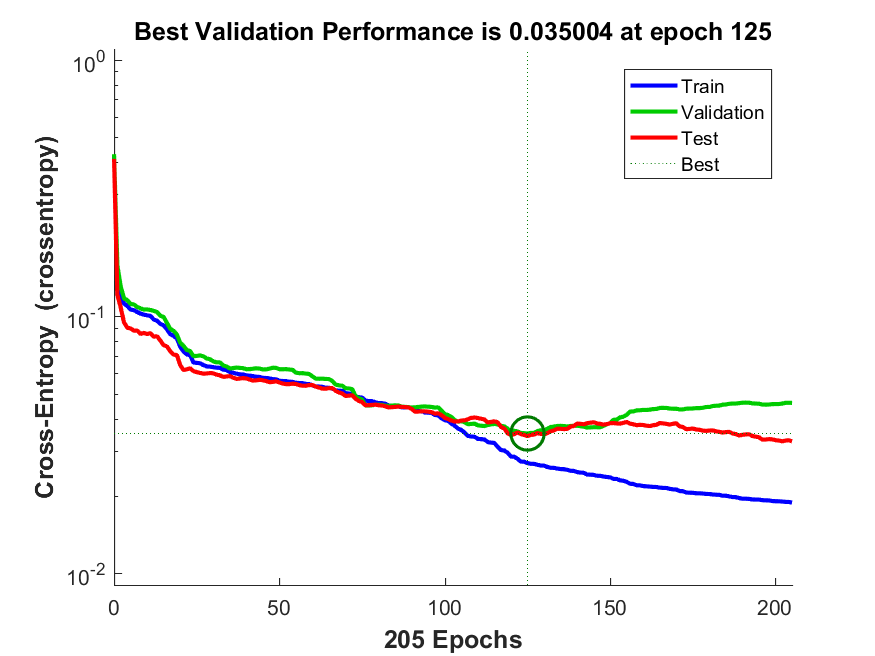 Best Validation Performance is 0.035004 at epoch 125
10^0
10^-1
10^-2
Cross-Entropy (crossentropy)
Train
Validation
Test
Best
0 50 100 150 200
205 Epochs